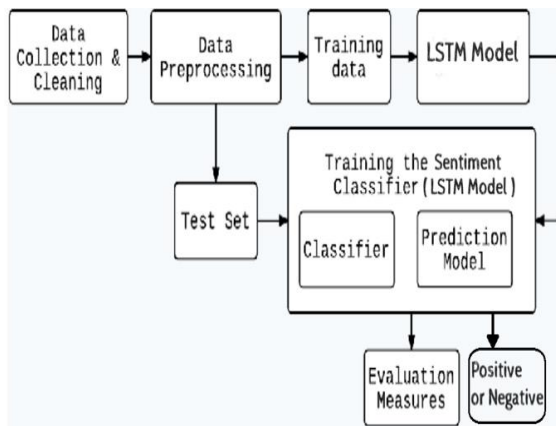 Data
Collection &
Cleaning
Data
Preprocessing
Training
data
LSTM Model
Training the Sentiment
Classifier (LSTM Model)
Test Set
Classifier
Prediction
Model
Evaluation
Measures
Positive
or Negative